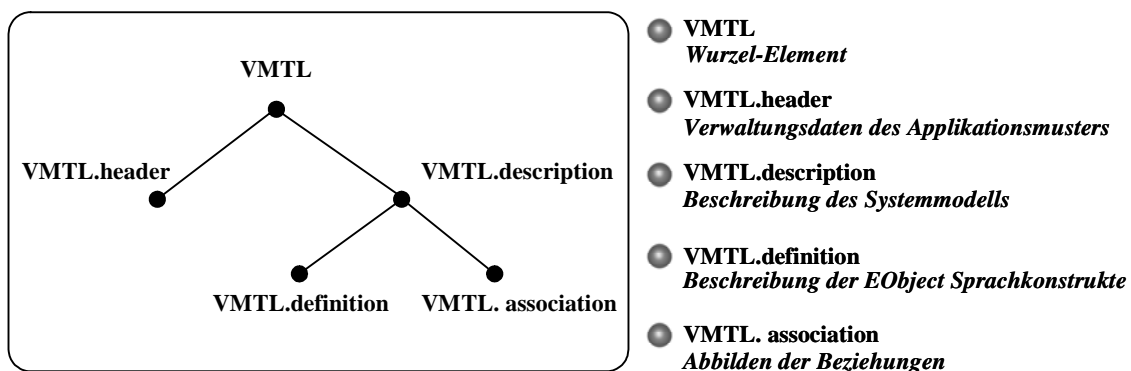 VMTL
VMTL.header
VMTL.description
VMTL.definition
VMTL. association
VMTL
Wurzel-Element
VMTL.header
Verwaltungsdaten des Applikationsmusters
VMTL.description
Beschreibung des Systemmodells
VMTL.definition
Beschreibung der EObject Sprachkonstrukte
VMTL. association
Abbilden der Beziehungen